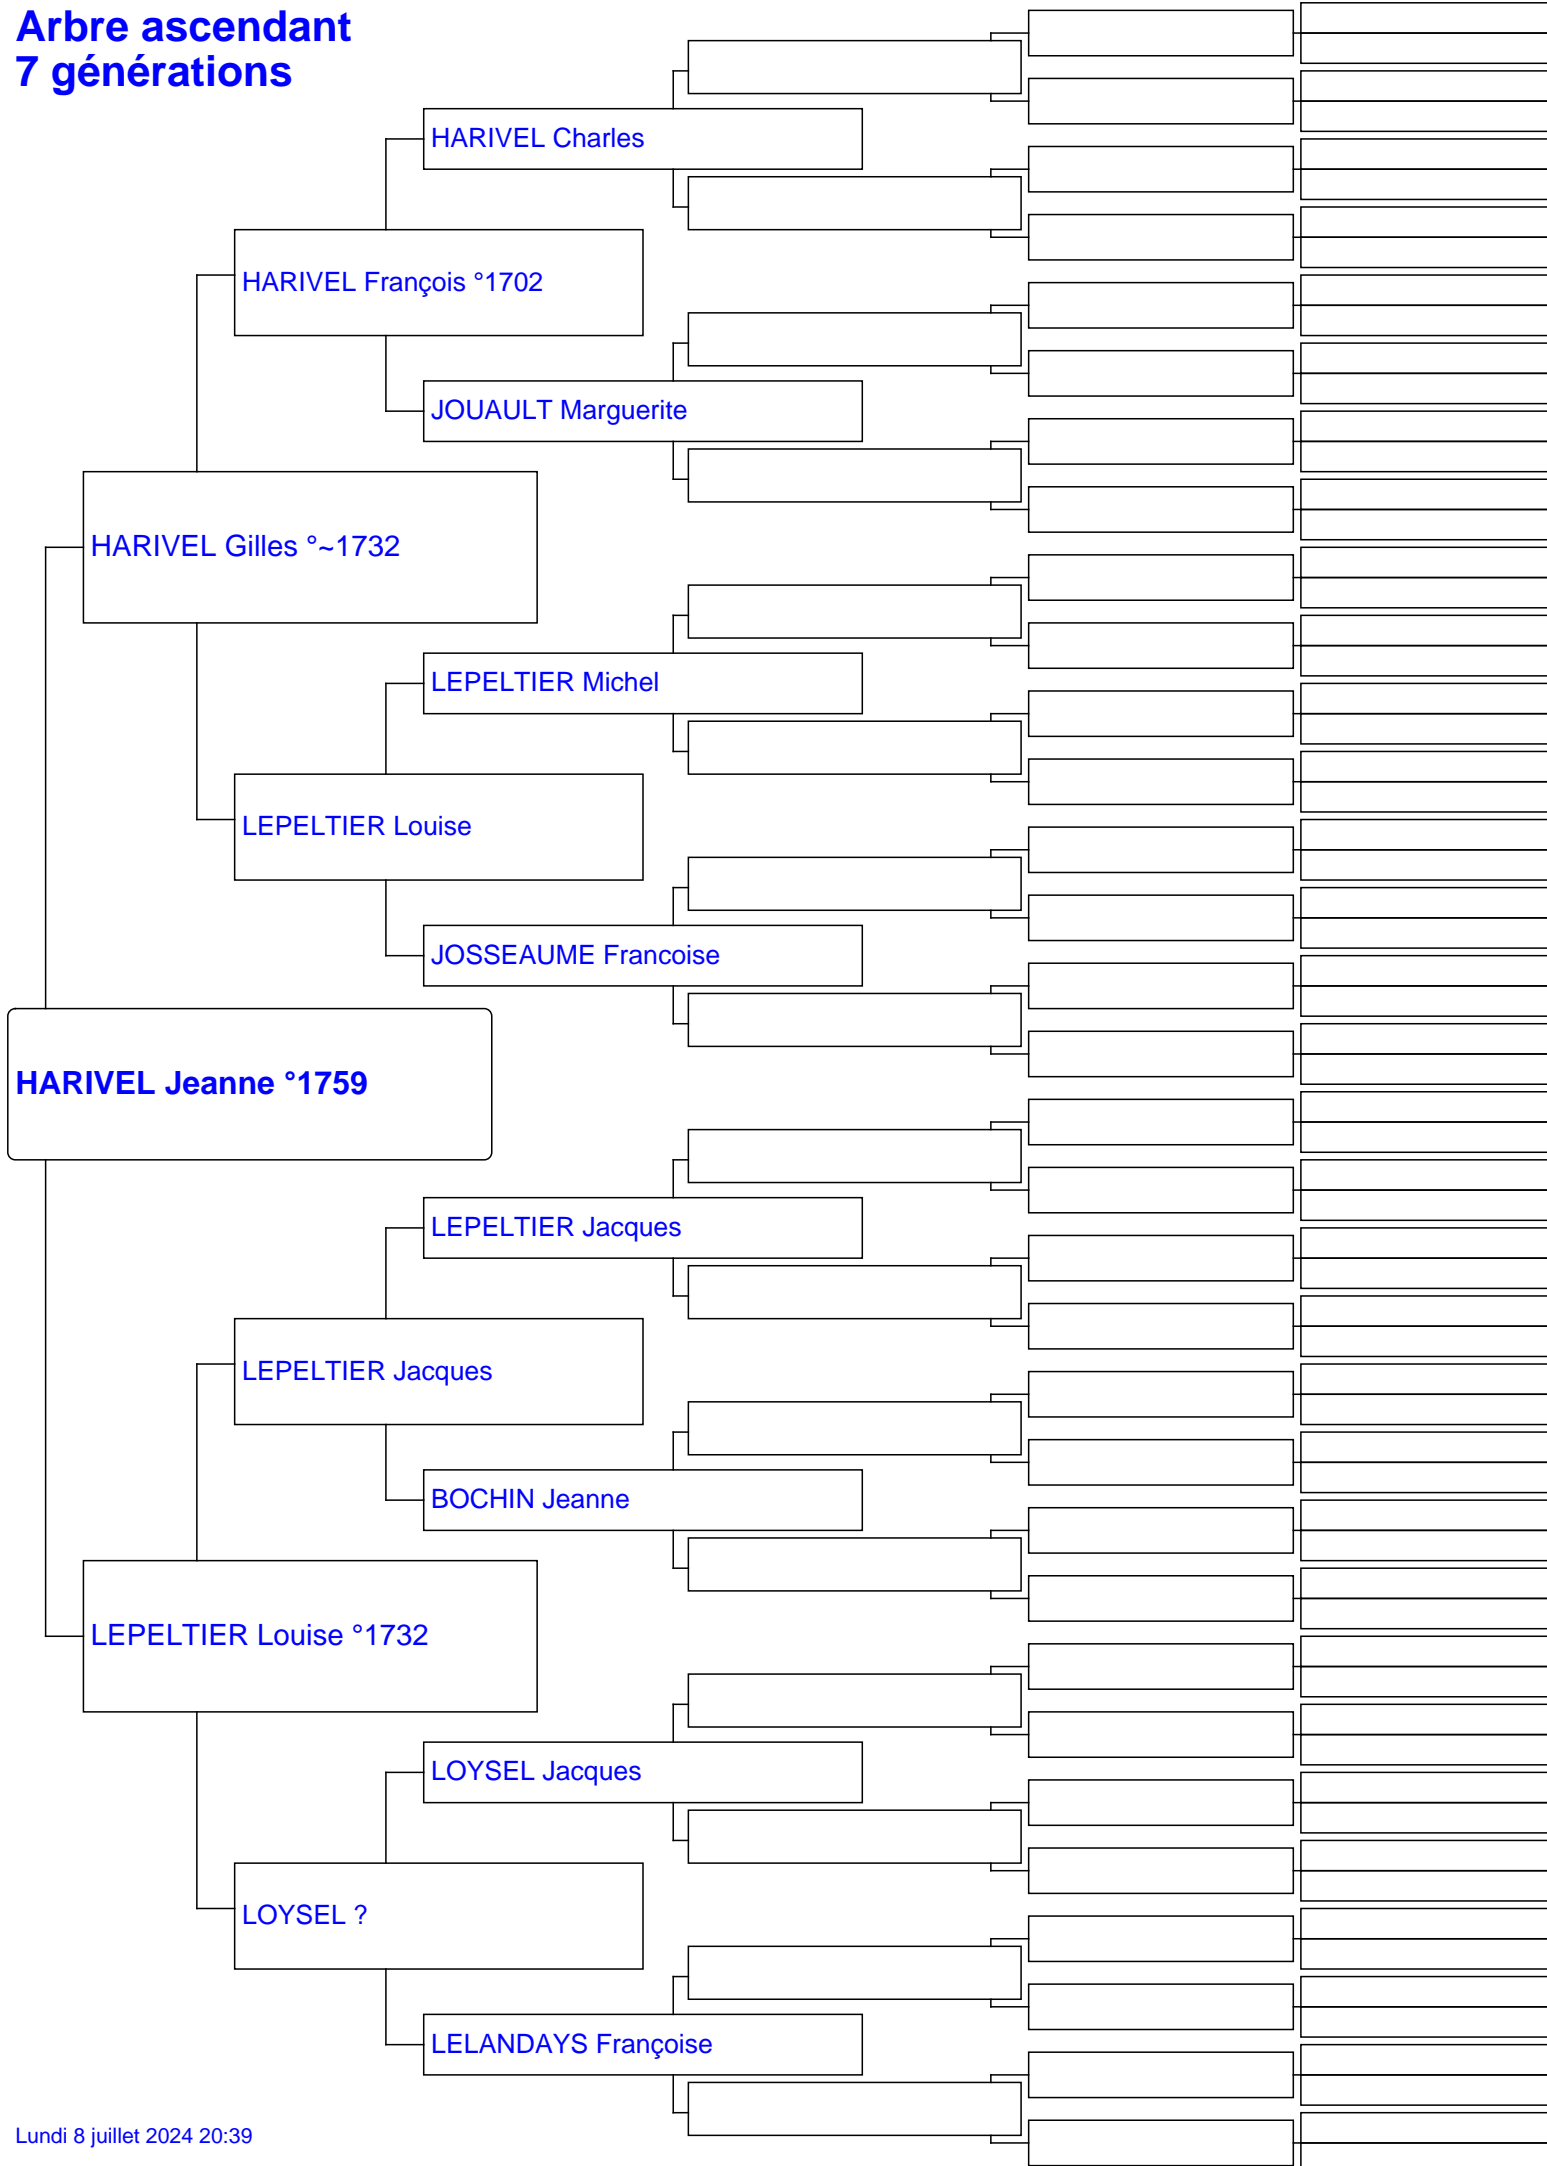 Arbre ascendant
7 générations
HARIVEL Charles
HARIVEL François °1702
JOUAULT Marguerite
HARIVEL Gilles °~1732
LEPELTIER Michel
LEPELTIER Louise
JOSSEAUME Francoise
HARIVEL Jeanne °1759
LEPELTIER Jacques
LEPELTIER Jacques
BOCHIN Jeanne
LEPELTIER Louise °1732
LOYSEL Jacques
LOYSEL ?
LELANDAYS Françoise
Lundi 8 juillet 2024 20:39